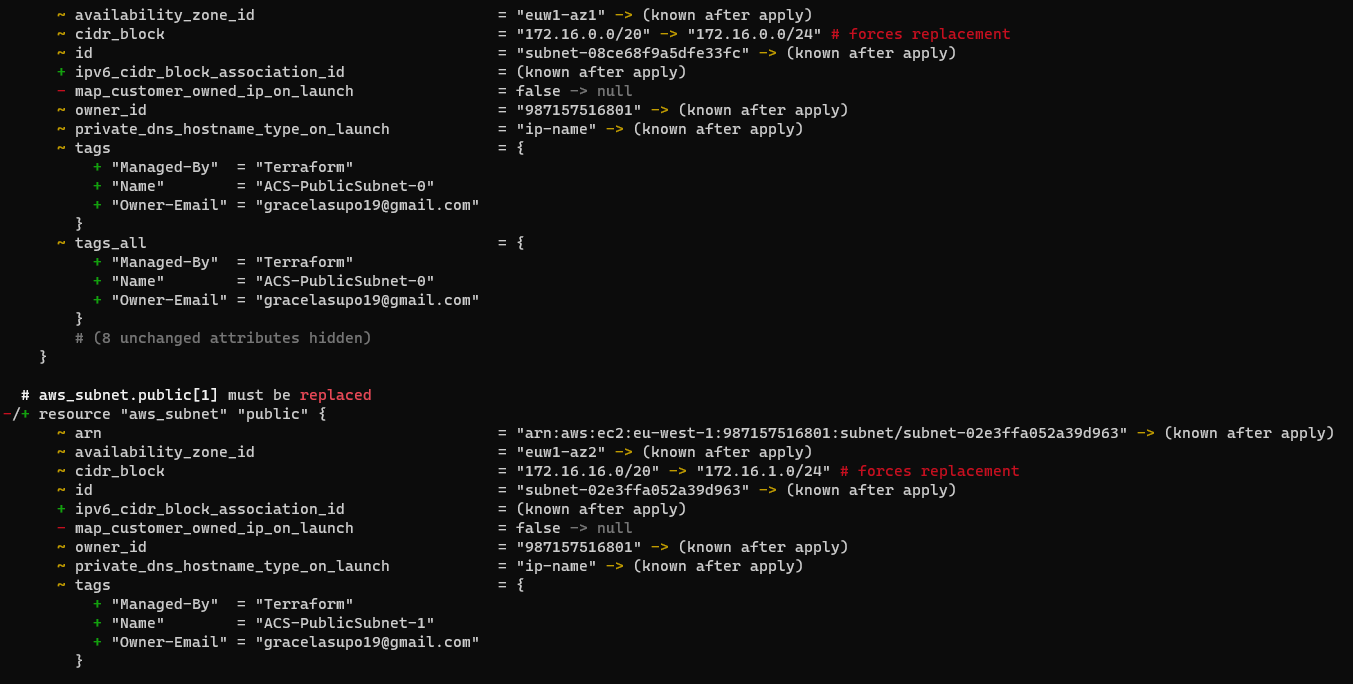 ~ availability_zone_id = "euw1-az1" -> (known after apply)
~ cidr_block = "172.16.0.0/20" -> "172.16.0.0/24" # forces replacement
~ id = "subnet-08ce68f9a5dfe33fc" -> (known after apply)
+ ipv6_cidr_block_association_id = (known after apply)
- map_customer_owned_ip_on_launch = false -> null
~ owner_id = "987157516801" -> (known after apply)
~ private_dns_hostname_type_on_launch = "ip-name" -> (known after apply)
~ tags = {
+ "Managed-By" = "Terraform"
+ "Name" = "ACS-PublicSubnet-0"
+ "Owner-Email" = "gracelasupo19@gmail.com"
}
~ tags_all = {
+ "Managed-By" = "Terraform"
+ "Name" = "ACS-PublicSubnet-0"
+ "Owner-Email" = "gracelasupo19@gmail.com"
}
# (8 unchanged attributes hidden)
}
# aws_subnet.public[1] must be replaced
-/+ resource "aws_subnet" "public" {
~ arn = "arn:aws:ec2:eu-west-1:987157516801:subnet/subnet-02e3ffa052a39d963" -> (known after apply)
~ availability_zone_id = "euw1-az2" -> (known after apply)
~ cidr_block = "172.16.16.0/20" -> "172.16.1.0/24" # forces replacement
~ id = "subnet-02e3ffa052a39d963" -> (known after apply)
+ ipv6_cidr_block_association_id = (known after apply)
- map_customer_owned_ip_on_launch = false -> null
~ owner_id = "987157516801" -> (known after apply)
~ private_dns_hostname_type_on_launch = "ip-name" -> (known after apply)
~ tags = {
+ "Managed-By" = "Terraform"
+ "Name" = "ACS-PublicSubnet-1"
+ "Owner-Email" = "gracelasupo19@gmail.com"
}